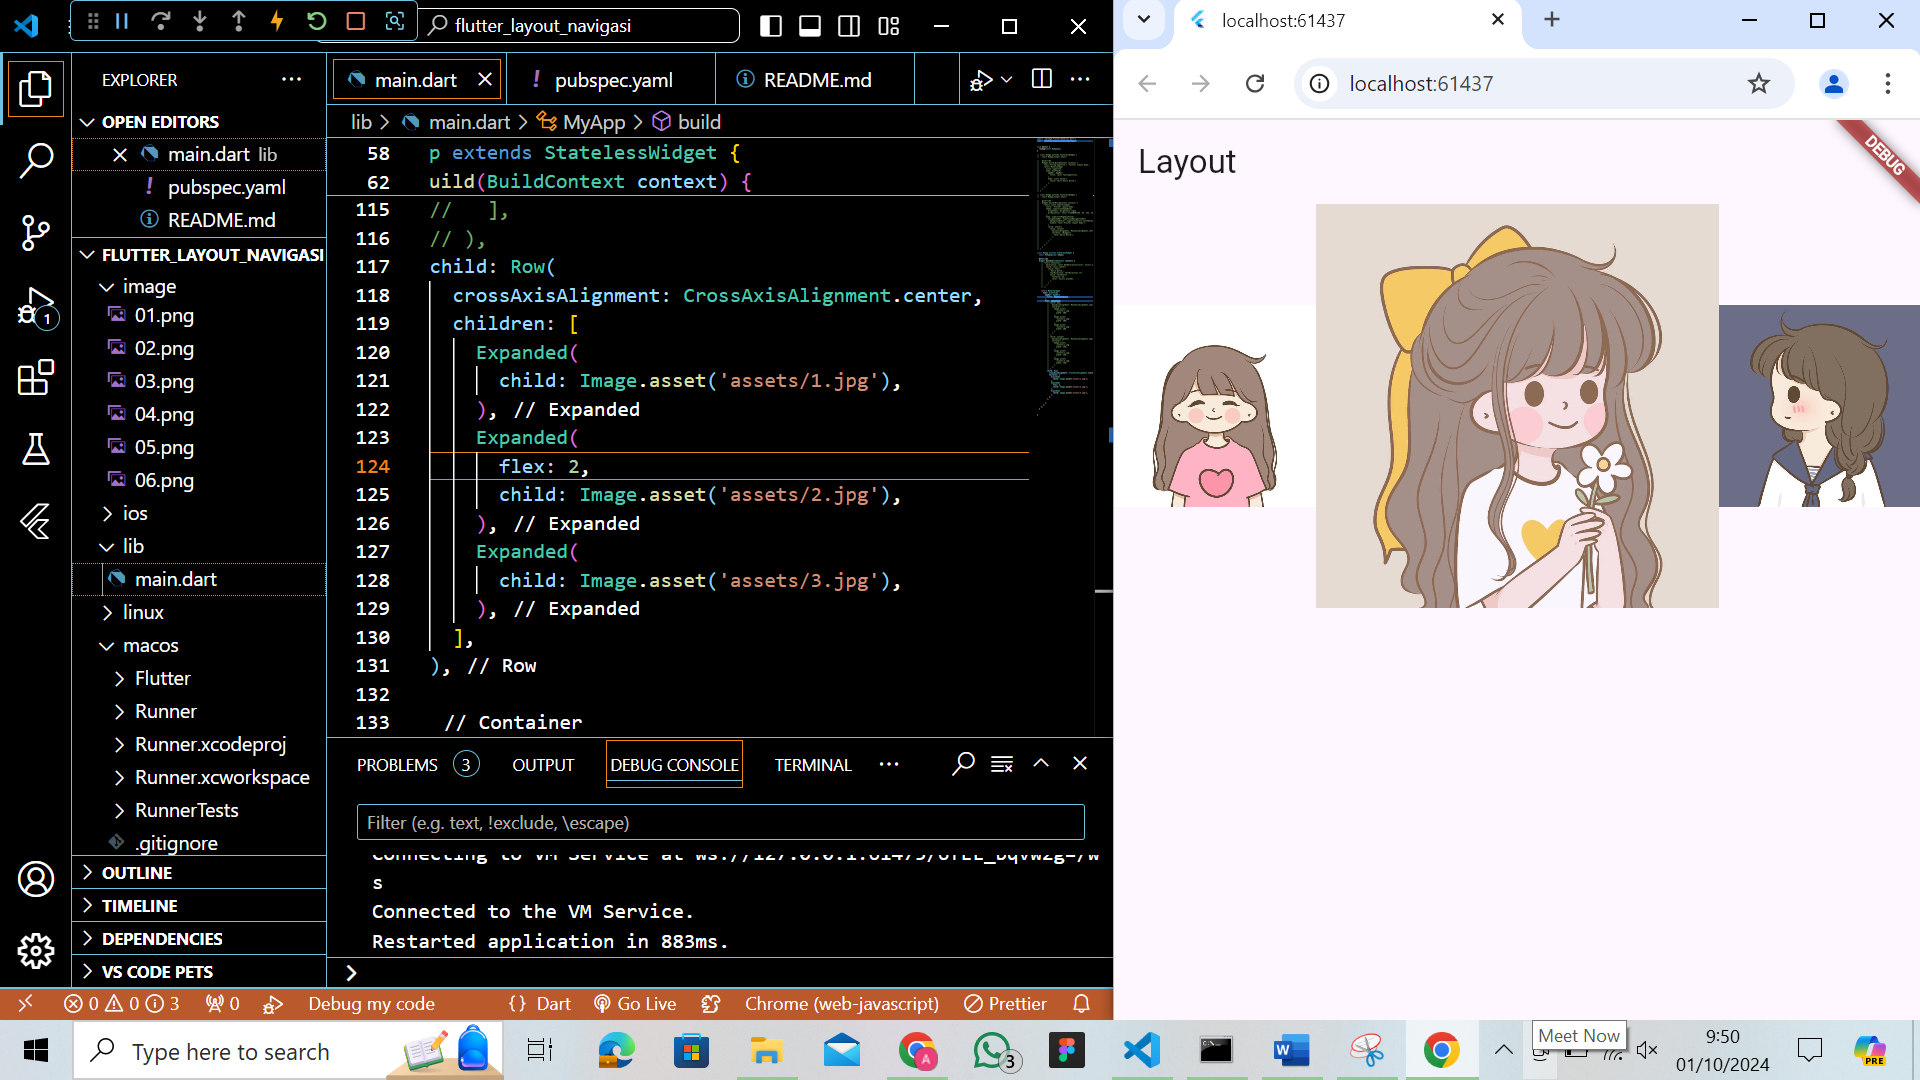 flutter_layout_navigasi
EXPLORER
OPEN EDITORS
main.dart lib
! pubspec.yaml
README.md
FLUTTER_LAYOUT_NAVIGASI
image
01.png
02.png
03.png
04.png
05.png
06.png
ios
lib
main.dart
linux
macos
Flutter
Runner
Runner.xcodeproj
Runner.xcworkspace
RunnerTests
.gitignore
OUTLINE
TIMELINE
DEPENDENCIES
VS CODE PETS
1
main.dart
! pubspec.yaml
README.md
lib > main.dart > MyApp > build
58 p extends StatelessWidget {
62 uild(BuildContext context) {
115 // ],
116 // ),
117 child: Row(
118 crossAxisAlignment: CrossAxisAlignment.center,
119 children: [
120 Expanded(
121 child: Image.asset('assets/1.jpg'),
122 ), // Expanded
123 Expanded(
124 flex: 2,
125 child: Image.asset('assets/2.jpg'),
126 ), // Expanded
127 Expanded(
128 child: Image.asset('assets/3.jpg'),
129 ), // Expanded
130 ],
131 ), // Row
132
133 // Container
PROBLEMS 3 OUTPUT DEBUG CONSOLE TERMINAL
Filter (e.g. text, !exclude, \escape)
Connecting to VM Service at
s
Connected to the VM Service.
Restarted application in 883ms.
0 0 3 0 Debug my code {} Dart Go Live Chrome (web-javascript) Prettier
localhost:61437
localhost:61437
DEBUG
Layout
Type here to search
A
3
Meet Now
9:50
01/10/2024
PRE